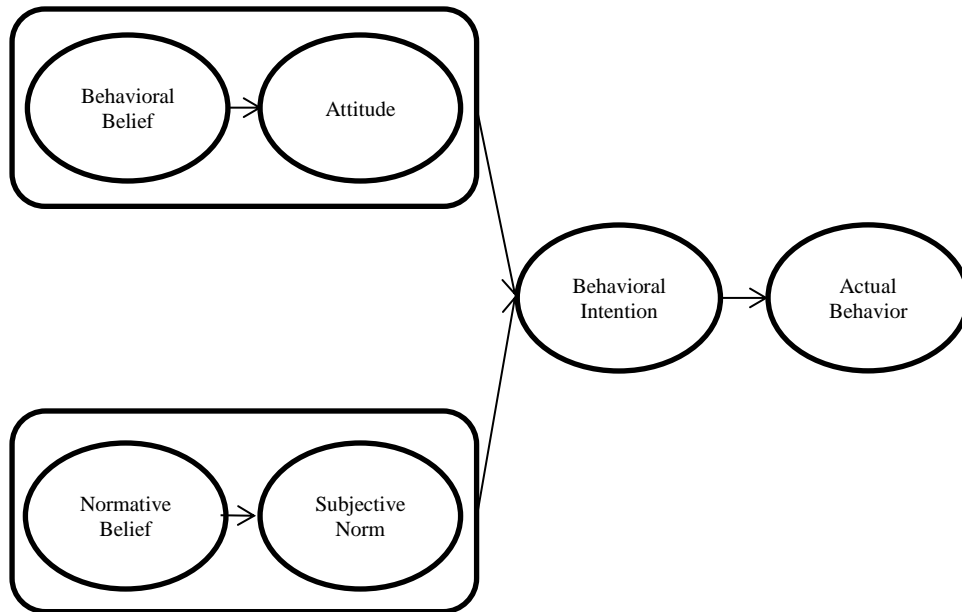 Behavioral
Belief
Attitude
Behavioral
Intention
Actual
Behavior
Normative
Belief
Subjective
Norm